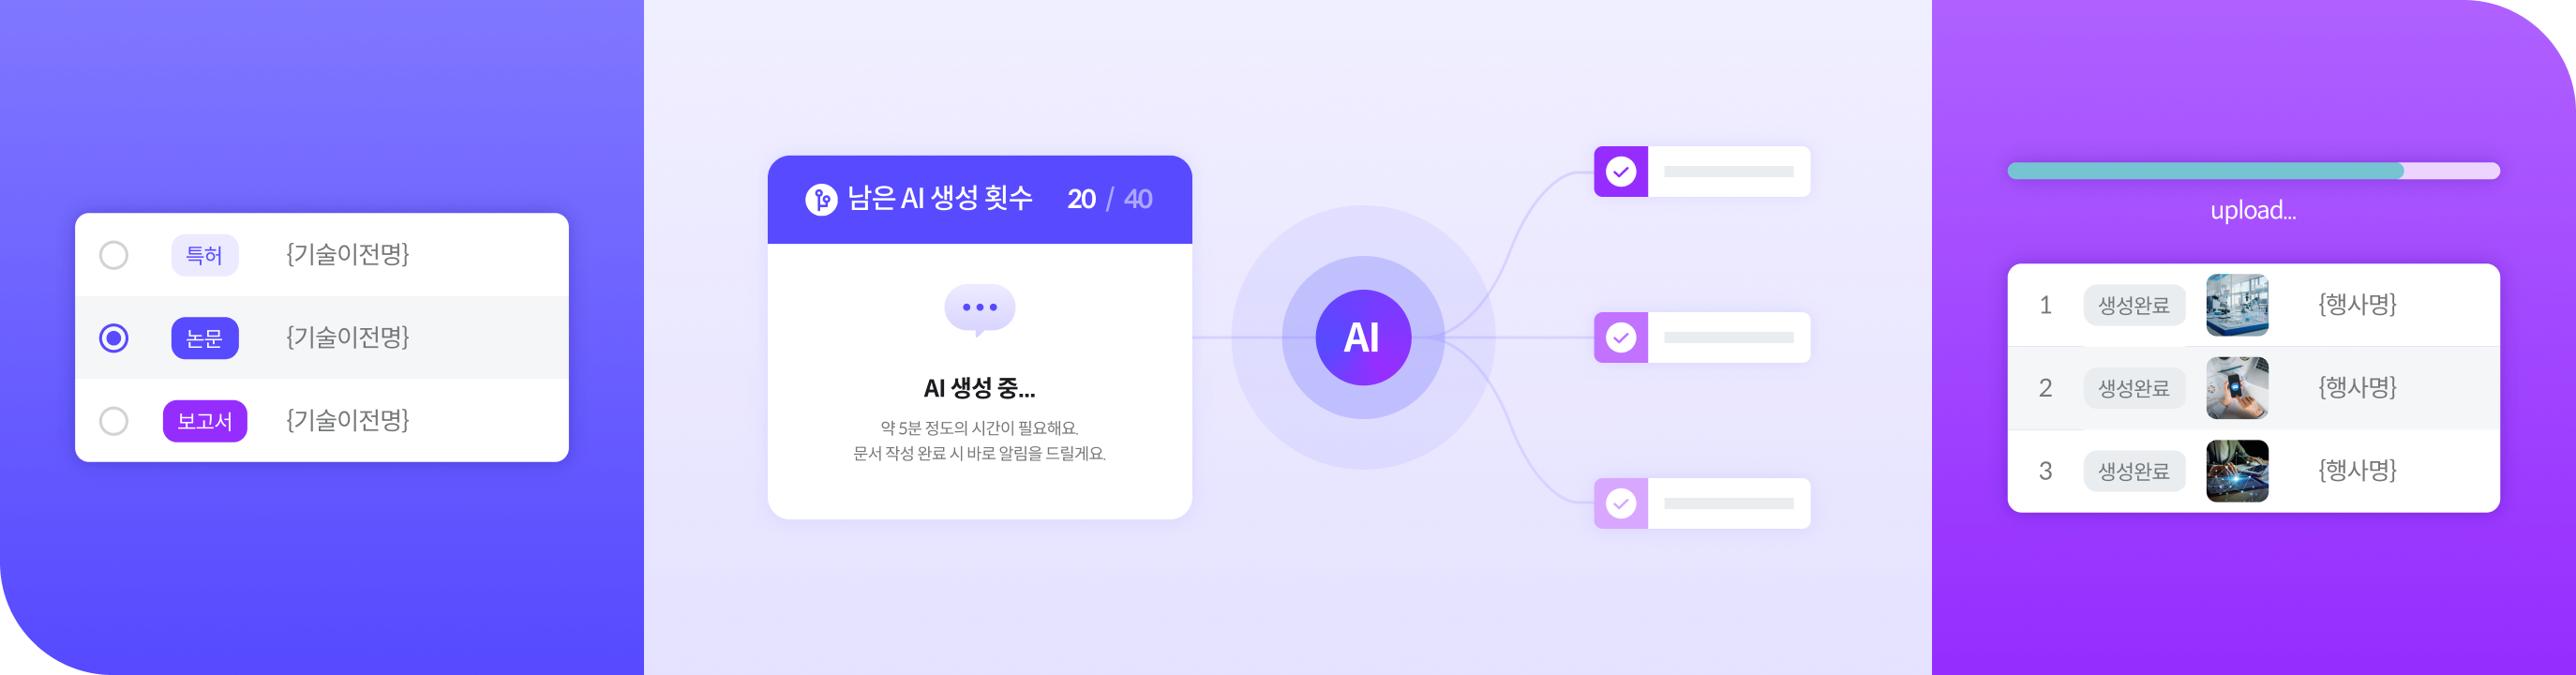 특허 {기술이전명}
논문 {기술이전명}
보고서 {기술이전명}
남은 AI 생성 횟수 20 / 40
AI 생성 중...
약 5분 정도의 시간이 필요해요.
문서 작성 완료 시 바로 알림을 드릴게요.
AI
upload...
1 생성완료 {행사명}
2 생성완료 {행사명}
3 생성완료 {행사명}